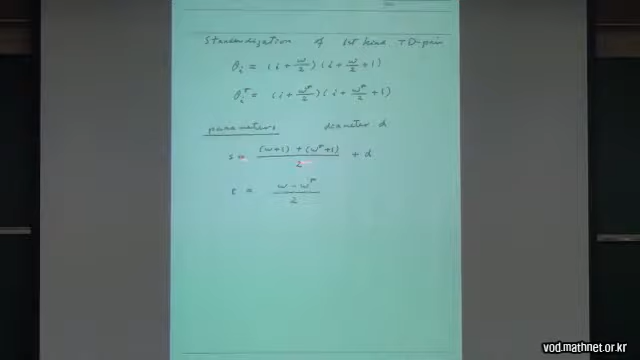 Standardization of 1st kind TD-pair
θ_i = (i + w/2)(i + w/2 + 1)
θ_i^* = (i + w^*/2)(i + w^*/2 + 1)
parameters diameter d
s = ((w+1) + (w^*+1))/2 + d
= (w - w^*)/2
vod.mathnet.or.kr